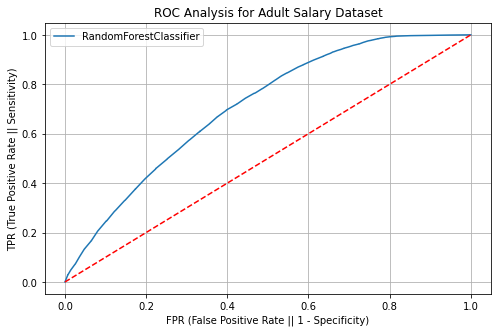 ROC Analysis for Adult Salary Dataset
RandomForestClassifier
TPR (True Positive Rate || Sensitivity)
1.0
0.8
0.6
0.4
0.2
0.0
0.0 0.2 0.4 0.6 0.8 1.0
FPR (False Positive Rate || 1 - Specificity)